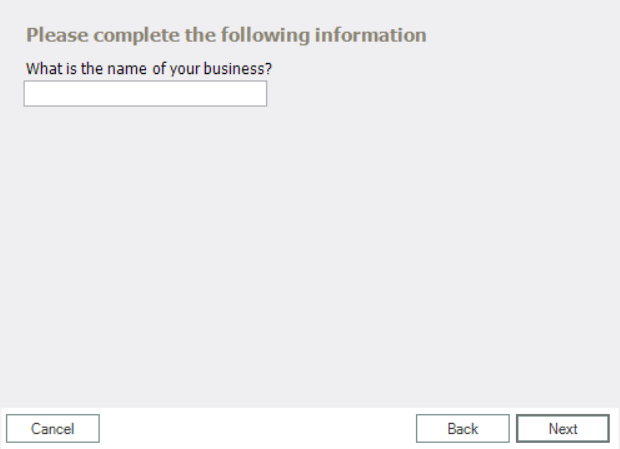 Please complete the following information
What is the name of your business?
Cancel
Back
Next